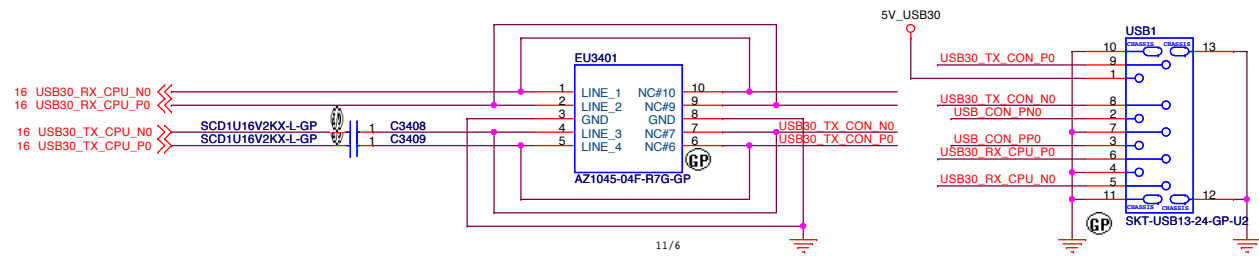 5V_USB30
USB1
10 CHASSIS CHASSIS 13
USB30_TX_CON_P0 9
1
USB30_TX_CON_N0 8
USB_CON_PN0 2
7
USB_CON_PP0 3
USB30_RX_CPU_P0 6
4
USB30_RX_CPU_N0 5
11 CHASSIS CHASSIS 12
GP SKT-USB13-24-GP-U2
EU3401
16 USB30_RX_CPU_N0 1 LINE_1 NC#10 10
16 USB30_RX_CPU_P0 2 LINE_2 NC#9 9
3 GND GND 8
16 USB30_TX_CPU_N0 SCD1U16V2KX-L-GP 1 C3408 4 LINE_3 NC#7 7 USB30_TX_CON_N0
16 USB30_TX_CPU_P0 SCD1U16V2KX-L-GP 1 C3409 5 LINE_4 NC#6 6 USB30_TX_CON_P0
GP
AZ1045-04F-R7G-GP
11/6